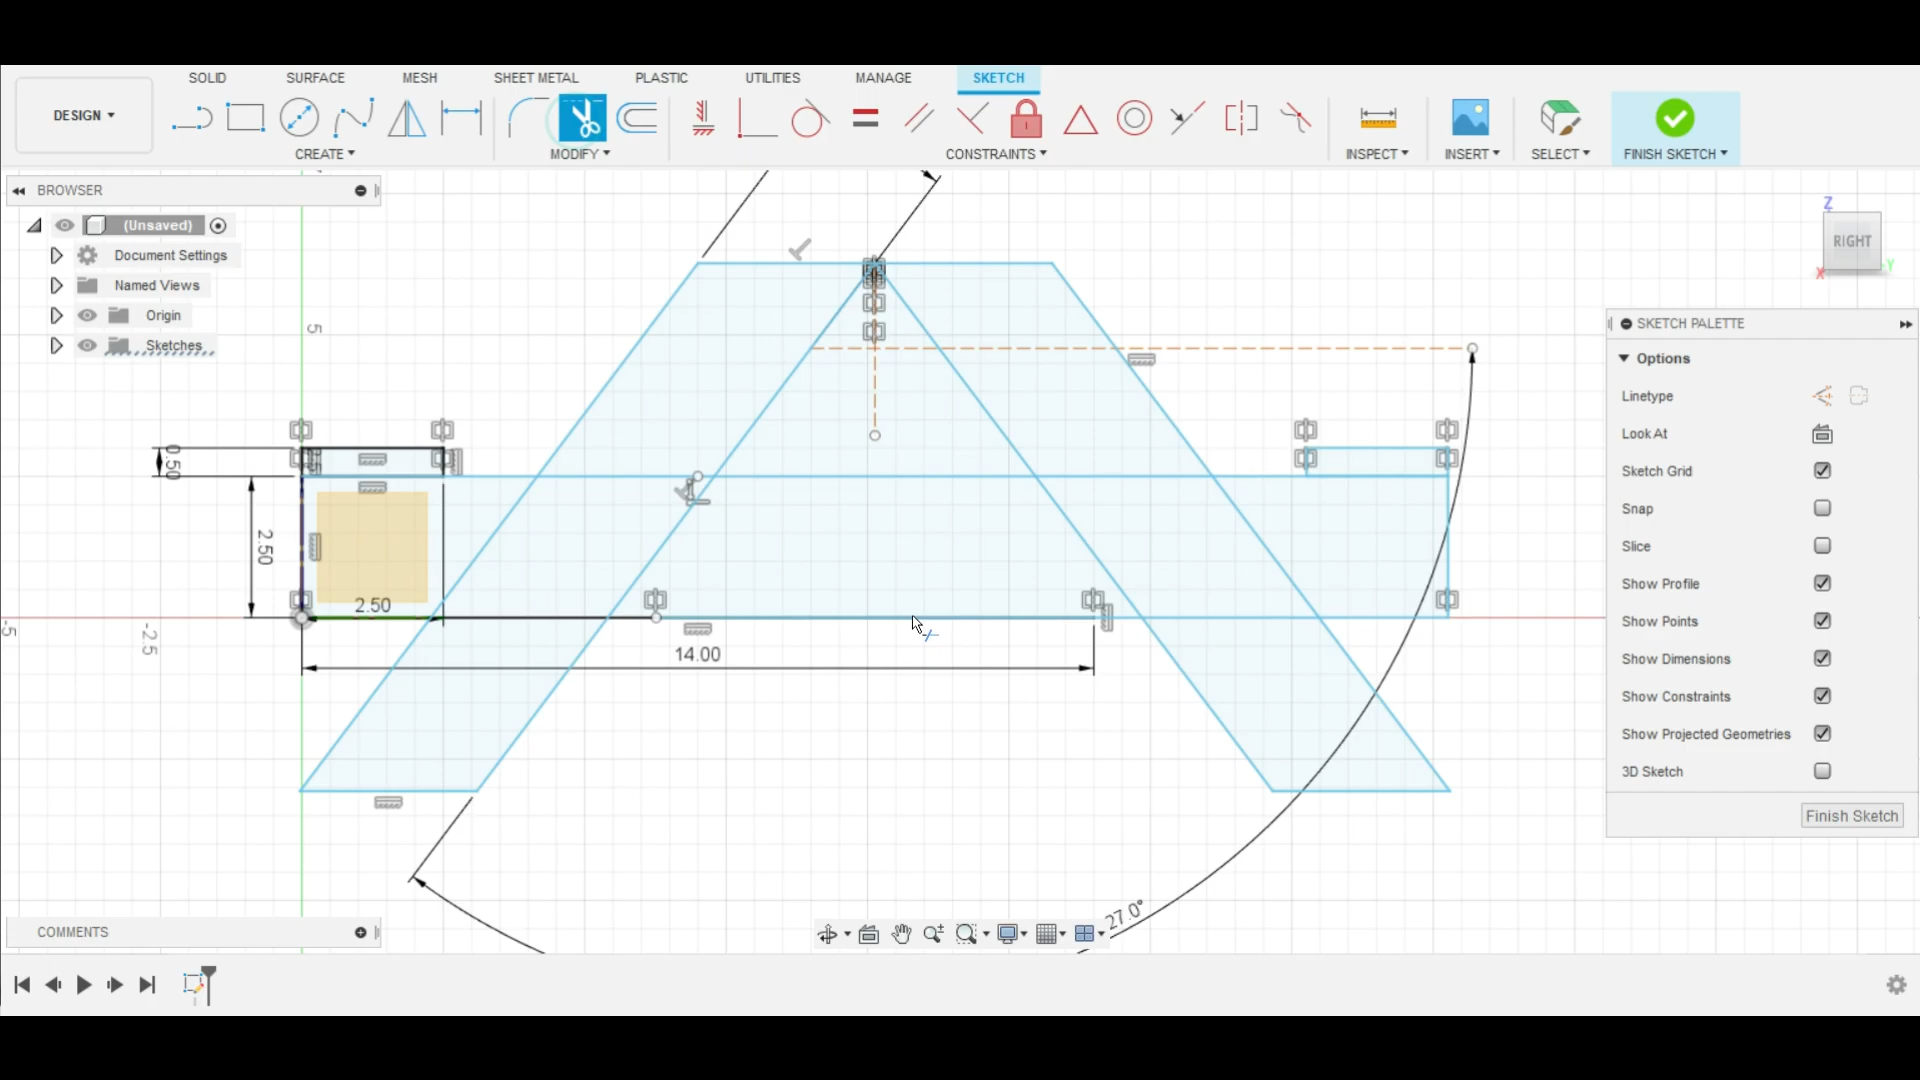 SOLID SURFACE MESH SHEET METAL PLASTIC UTILITIES MANAGE SKETCH
DESIGN
CREATE MODIFY CONSTRAINTS INSPECT INSERT SELECT FINISH SKETCH
BROWSER
(Unsaved)
Document Settings
Named Views
Origin
Sketches
Z
RIGHT
X
Y
5
0.50
2.50
2.50
14.00
-5
-2.5
27.0°
SKETCH PALETTE
Options
Linetype
Look At
Sketch Grid
Snap
Slice
Show Profile
Show Points
Show Dimensions
Show Constraints
Show Projected Geometries
3D Sketch
Finish Sketch
COMMENTS